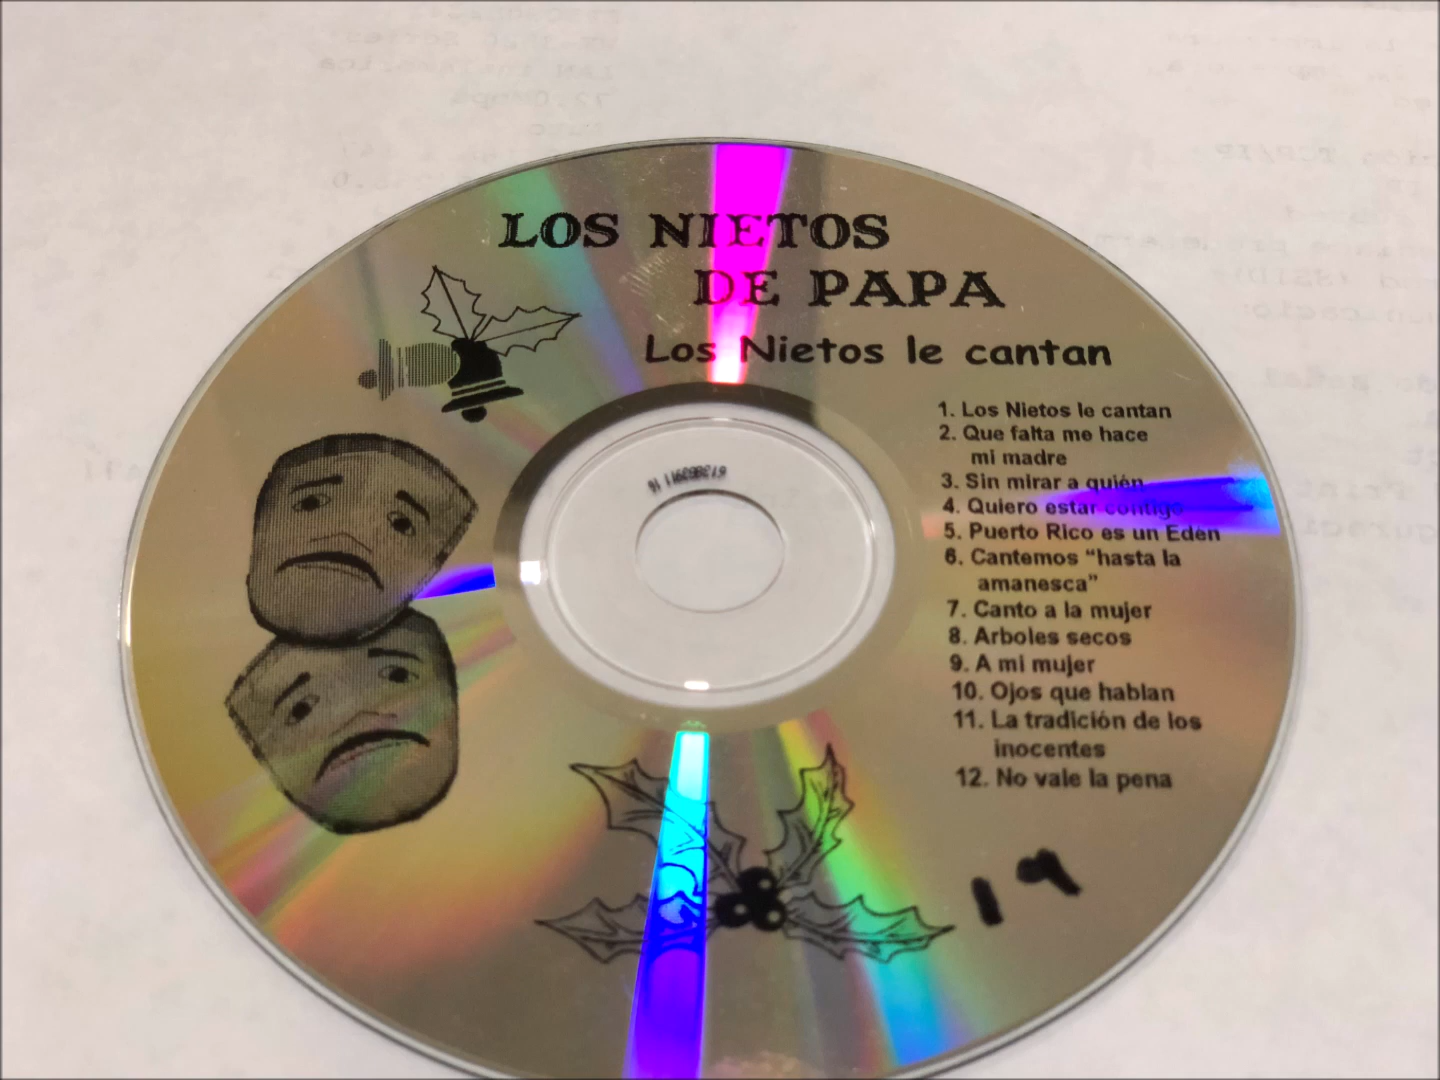 LOS NIETOS
DE PAPA
Los Nietos le cantan
1. Los Nietos le cantan
2. Que falta me hace
mi madre
3. Sin mirar a quién
4. Quiero estar contigo
5. Puerto Rico es un Eden
6. Cantemos "hasta la
amanesca"
7. Canto a la mujer
8. Arboles secos
9. A mi mujer
10. Ojos que hablan
11. La tradición de los
inocentes
12. No vale la pena
19